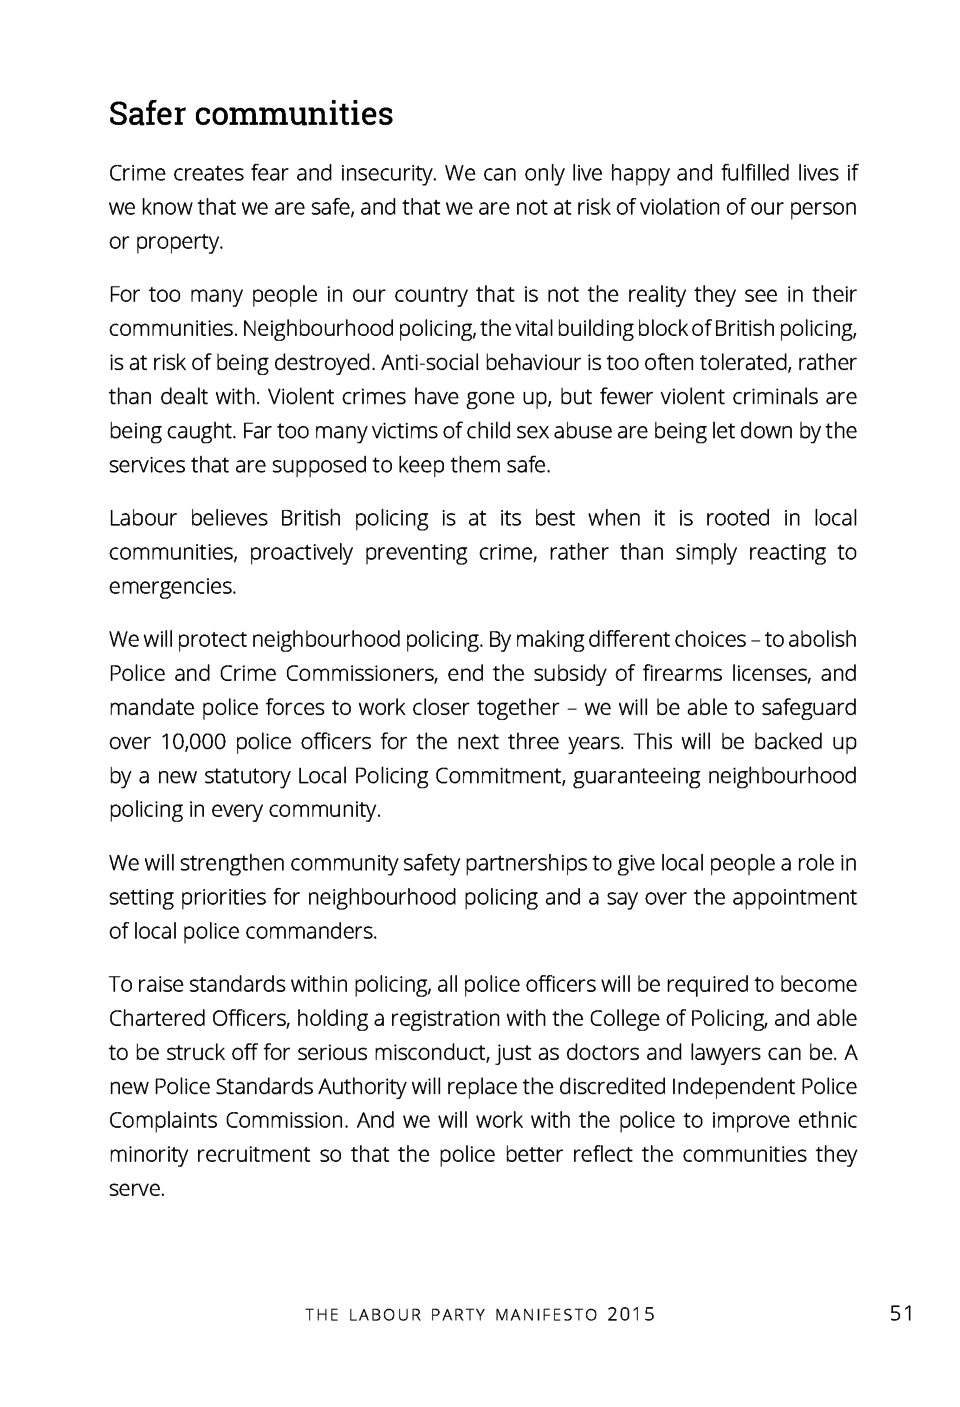 Safer communities
Crime creates fear and insecurity. We can only live happy and fulfilled lives if
we know that we are safe, and that we are not at risk of violation of our person
or property.
For too many people in our country that is not the reality they see in their
communities. Neighbourhood policing, the vital building block of British policing,
is at risk of being destroyed. Anti-social behaviour is too often tolerated, rather
than dealt with. Violent crimes have gone up, but fewer violent criminals are
being caught. Far too many victims of child sex abuse are being let down by the
services that are supposed to keep them safe.
Labour believes British policing is at its best when it is rooted in local
communities, proactively preventing crime, rather than simply reacting to
emergencies.
We will protect neighbourhood policing. By making different choices – to abolish
Police and Crime Commissioners, end the subsidy of firearms licenses, and
mandate police forces to work closer together – we will be able to safeguard
over 10,000 police officers for the next three years. This will be backed up
by a new statutory Local Policing Commitment, guaranteeing neighbourhood
policing in every community.
We will strengthen community safety partnerships to give local people a role in
setting priorities for neighbourhood policing and a say over the appointment
of local police commanders.
To raise standards within policing, all police officers will be required to become
Chartered Officers, holding a registration with the College of Policing, and able
to be struck off for serious misconduct, just as doctors and lawyers can be. A
new Police Standards Authority will replace the discredited Independent Police
Complaints Commission. And we will work with the police to improve ethnic
minority recruitment so that the police better reflect the communities they
serve.
THE LABOUR PARTY MANIFESTO 2015 51